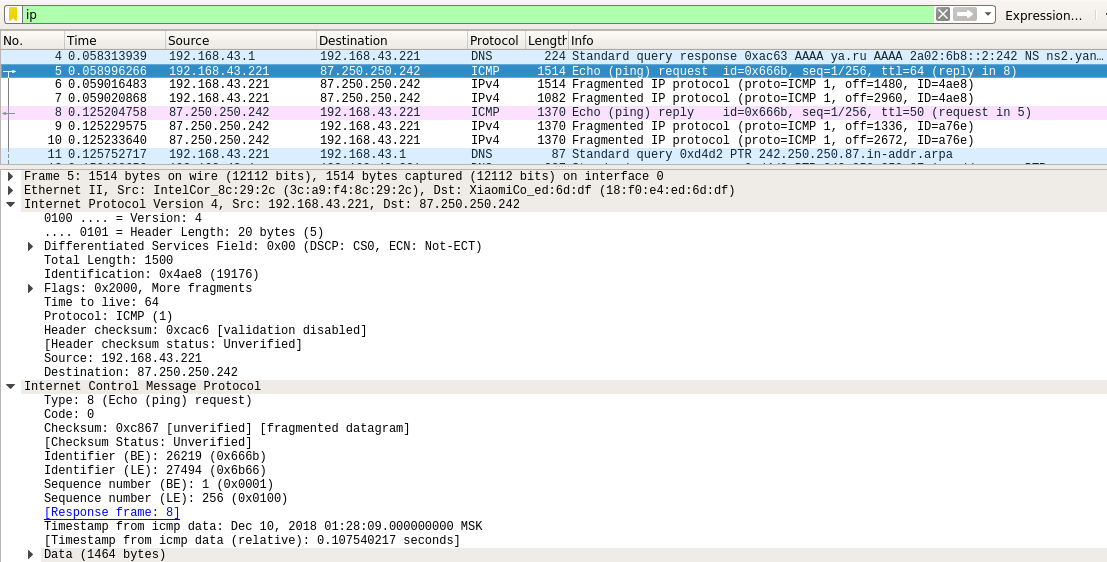 ip
Expression…
No. Time Source Destination Protocol Length Info
4 0.058313939 192.168.43.1 192.168.43.221 DNS 224 Standard query response 0xac63 AAAA ya.ru AAAA 2a02:6b8::2:242 NS ns2.yan…
5 0.058996266 192.168.43.221 87.250.250.242 ICMP 1514 Echo (ping) request id=0x666b, seq=1/256, ttl=64 (reply in 8)
6 0.059016483 192.168.43.221 87.250.250.242 IPv4 1514 Fragmented IP protocol (proto=ICMP 1, off=1480, ID=4ae8)
7 0.059020868 192.168.43.221 87.250.250.242 IPv4 1082 Fragmented IP protocol (proto=ICMP 1, off=2960, ID=4ae8)
8 0.125204758 87.250.250.242 192.168.43.221 ICMP 1370 Echo (ping) reply id=0x666b, seq=1/256, ttl=50 (request in 5)
9 0.125229575 87.250.250.242 192.168.43.221 IPv4 1370 Fragmented IP protocol (proto=ICMP 1, off=1336, ID=a76e)
10 0.125233640 87.250.250.242 192.168.43.221 IPv4 1370 Fragmented IP protocol (proto=ICMP 1, off=2672, ID=a76e)
11 0.125752717 192.168.43.221 192.168.43.1 DNS 87 Standard query 0xd4d2 PTR 242.250.250.87.in-addr.arpa
Frame 5: 1514 bytes on wire (12112 bits), 1514 bytes captured (12112 bits) on interface 0
Ethernet II, Src: IntelCor_8c:29:2c (3c:a9:f4:8c:29:2c), Dst: XiaomiCo_ed:6d:df (18:f0:e4:ed:6d:df)
Internet Protocol Version 4, Src: 192.168.43.221, Dst: 87.250.250.242
0100 .... = Version: 4
.... 0101 = Header Length: 20 bytes (5)
Differentiated Services Field: 0x00 (DSCP: CS0, ECN: Not-ECT)
Total Length: 1500
Identification: 0x4ae8 (19176)
Flags: 0x2000, More fragments
Time to live: 64
Protocol: ICMP (1)
Header checksum: 0xcac6 [validation disabled]
[Header checksum status: Unverified]
Source: 192.168.43.221
Destination: 87.250.250.242
Internet Control Message Protocol
Type: 8 (Echo (ping) request)
Code: 0
Checksum: 0xc867 [unverified] [fragmented datagram]
[Checksum Status: Unverified]
Identifier (BE): 26219 (0x666b)
Identifier (LE): 27494 (0x6b66)
Sequence number (BE): 1 (0x0001)
Sequence number (LE): 256 (0x0100)
[Response frame: 8]
Timestamp from icmp data: Dec 10, 2018 01:28:09.000000000 MSK
[Timestamp from icmp data (relative): 0.107540217 seconds]
Data (1464 bytes)